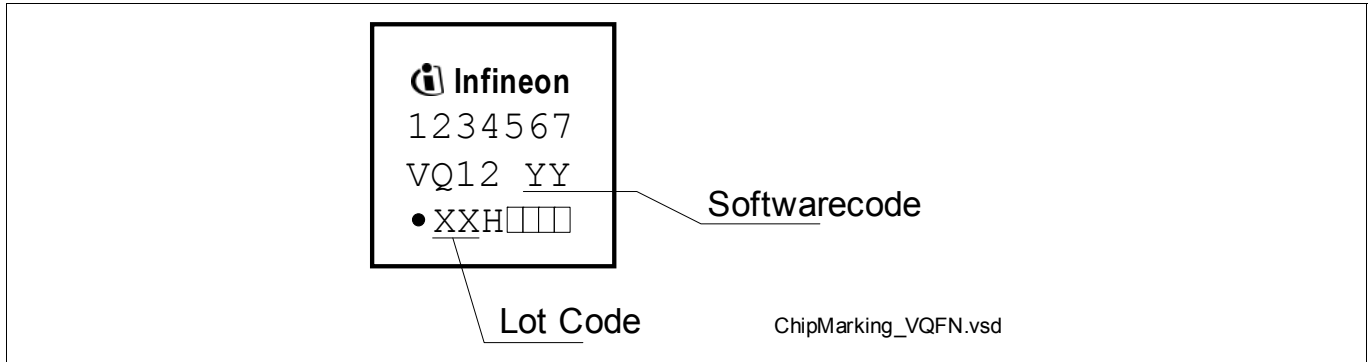 Infineon
1234567
VQ12 YY
XXH
Softwarecode
Lot Code
ChipMarking_VQFN.vsd